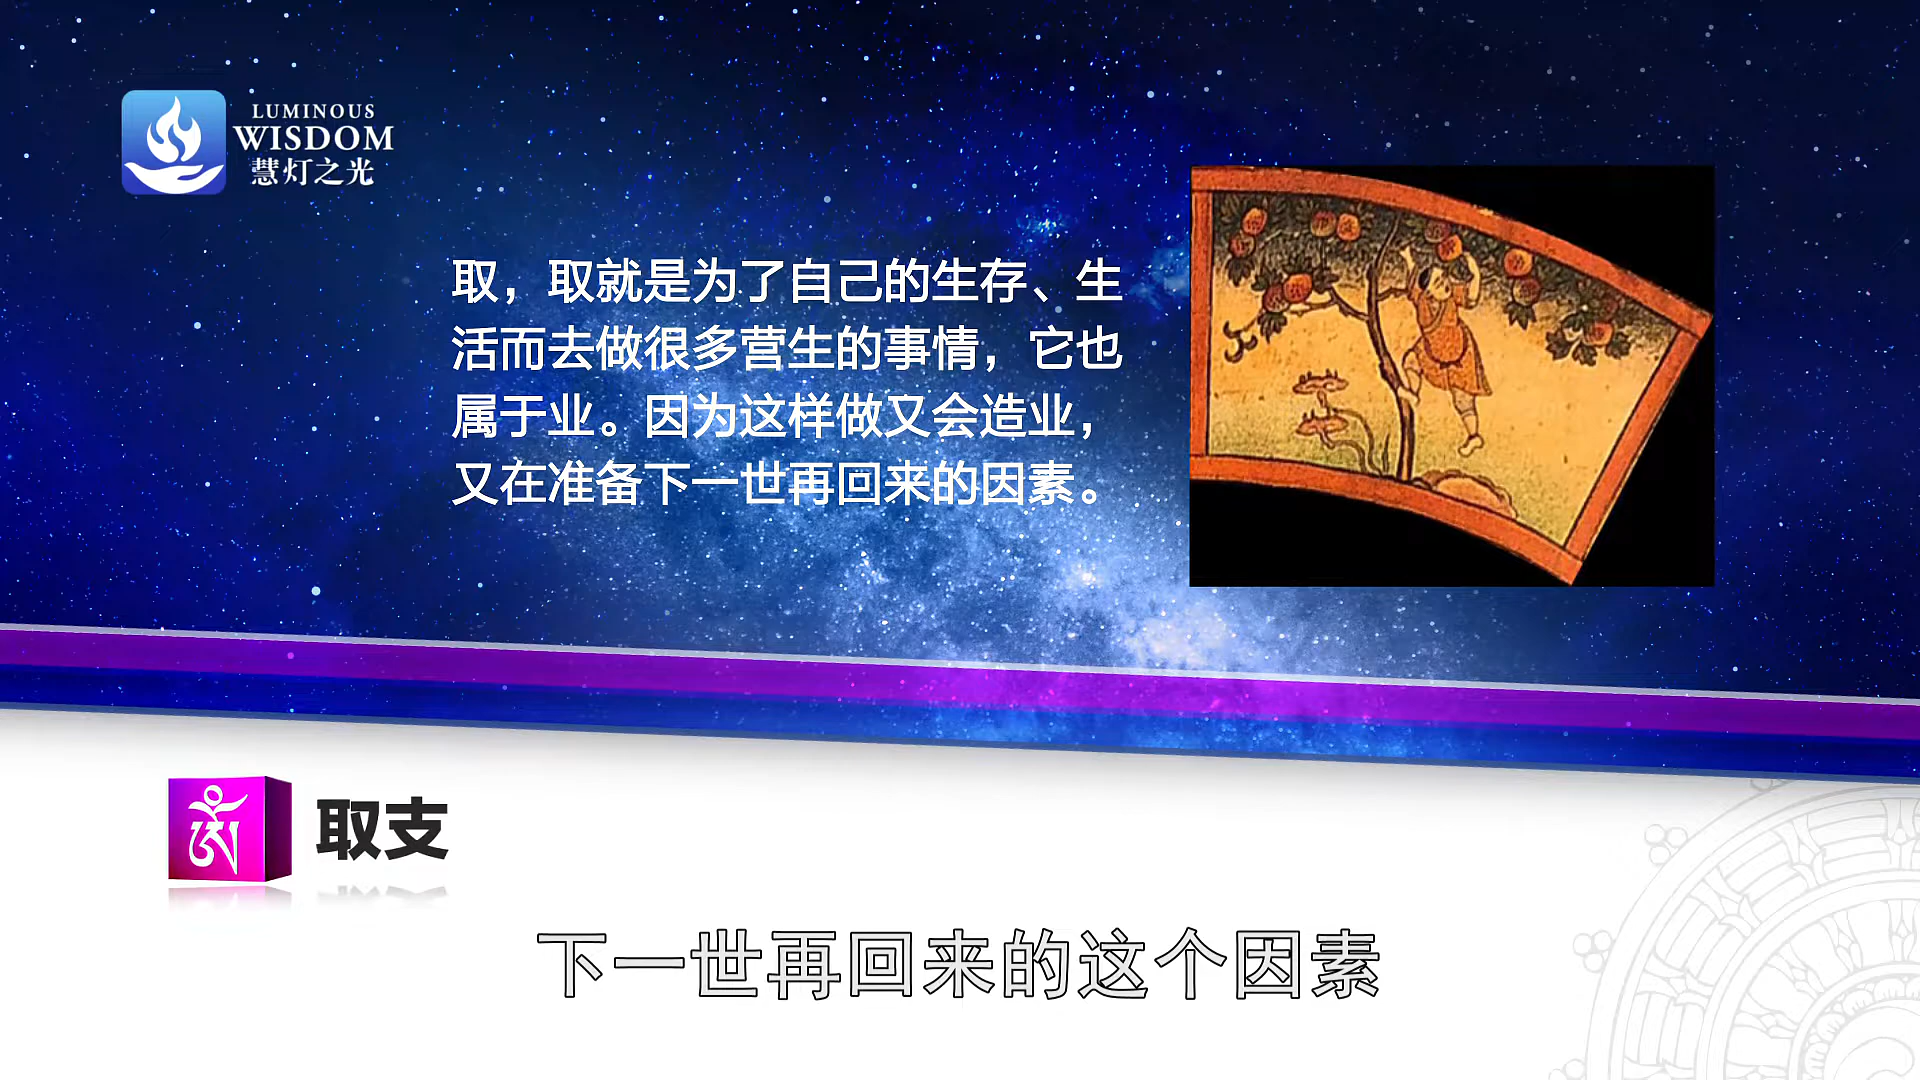 LUMINOUS
WISDOM
慧灯之光
取，取就是为了自己的生存、生
活而去做很多营生的事情，它也
属于业。因为这样做又会造业，
又在准备下一世再回来的因素。
ༀ
取支
下一世再回来的这个因素